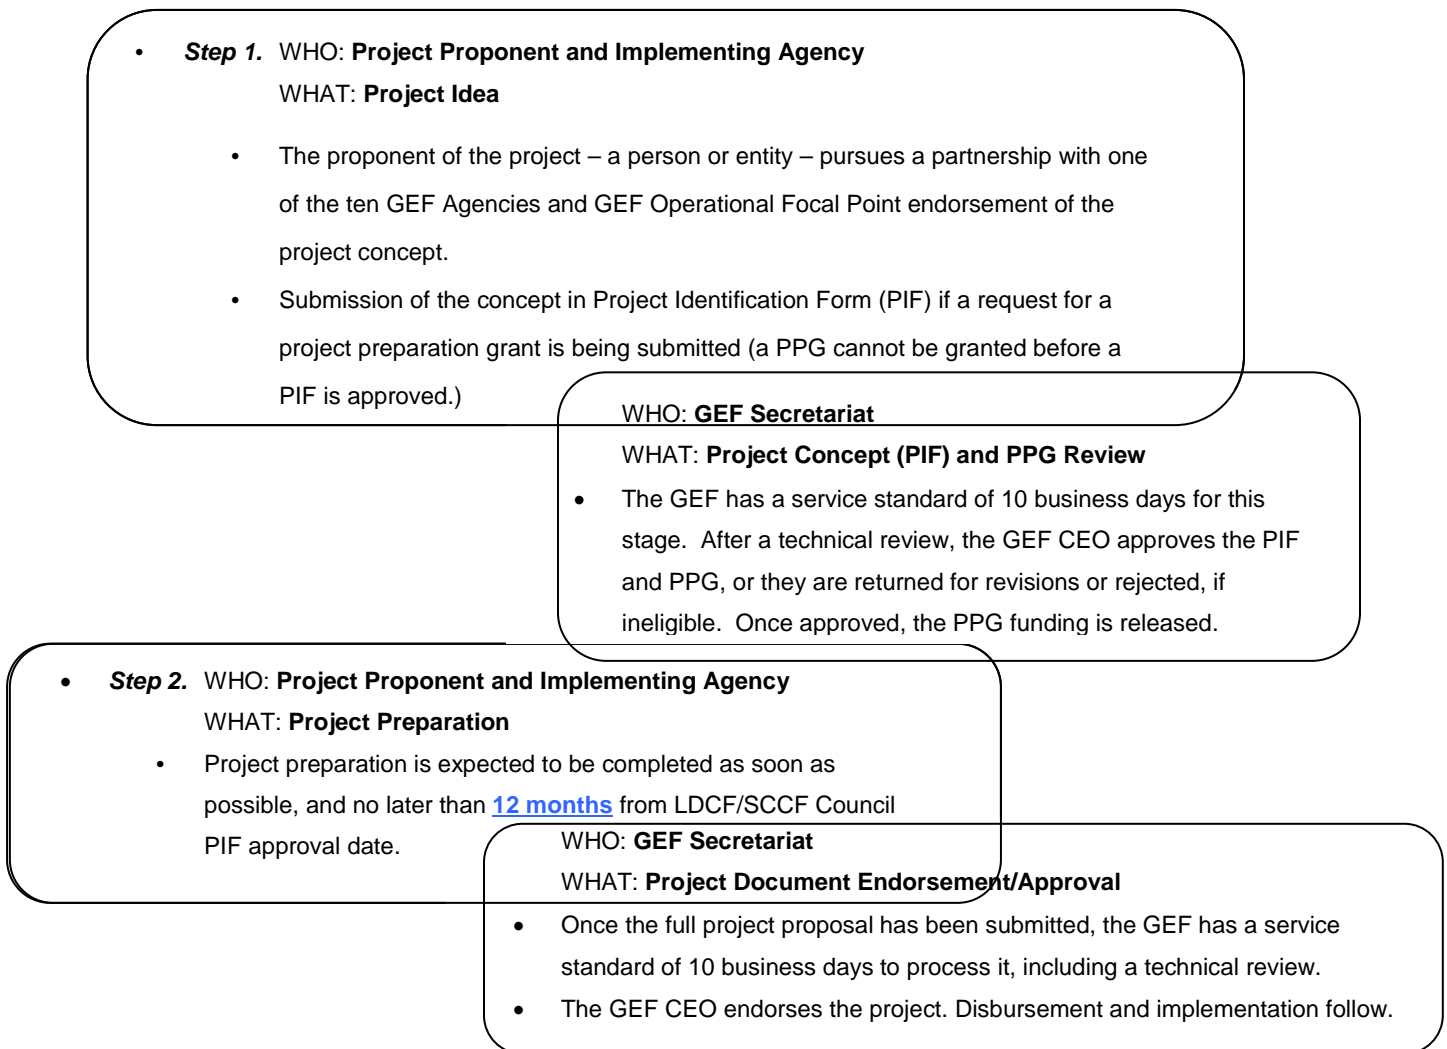 • Step 1. WHO: Project Proponent and Implementing Agency
WHAT: Project Idea
• The proponent of the project – a person or entity – pursues a partnership with one
of the ten GEF Agencies and GEF Operational Focal Point endorsement of the
project concept.
• Submission of the concept in Project Identification Form (PIF) if a request for a
project preparation grant is being submitted (a PPG cannot be granted before a
PIF is approved.)
WHO: GEF Secretariat
WHAT: Project Concept (PIF) and PPG Review
• The GEF has a service standard of 10 business days for this
stage. After a technical review, the GEF CEO approves the PIF
and PPG, or they are returned for revisions or rejected, if
ineligible. Once approved, the PPG funding is released.
• Step 2. WHO: Project Proponent and Implementing Agency
WHAT: Project Preparation
• Project preparation is expected to be completed as soon as
possible, and no later than 12 months from LDCF/SCCF Council
PIF approval date.
WHO: GEF Secretariat
WHAT: Project Document Endorsement/Approval
• Once the full project proposal has been submitted, the GEF has a service
standard of 10 business days to process it, including a technical review.
• The GEF CEO endorses the project. Disbursement and implementation follow.